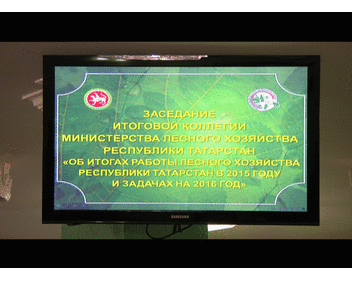 ЗАСЕДАНИЕ
ИТОГОВОЙ КОЛЛЕГИИ
МИНИСТЕРСТВА ЛЕСНОГО ХОЗЯЙСТВА
РЕСПУБЛИКИ ТАТАРСТАН
«ОБ ИТОГАХ РАБОТЫ ЛЕСНОГО ХОЗЯЙСТВА
РЕСПУБЛИКИ ТАТАРСТАН В 2015 ГОДУ
И ЗАДАЧАХ НА 2016 ГОД»
SAMSUNG